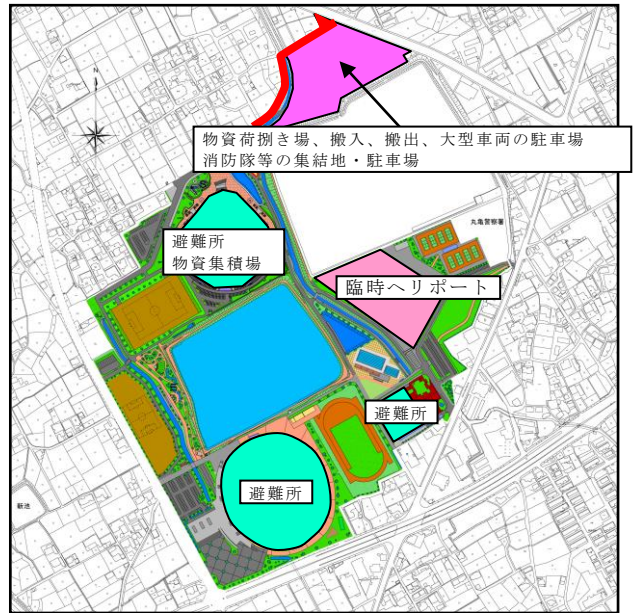 N
物資荷捌き場、搬入、搬出、大型車両の駐車場
消防隊等の集結地・駐車場
丸亀警察署
避難所
物資集積場
臨時ヘリポート
避難所
避難所
新池